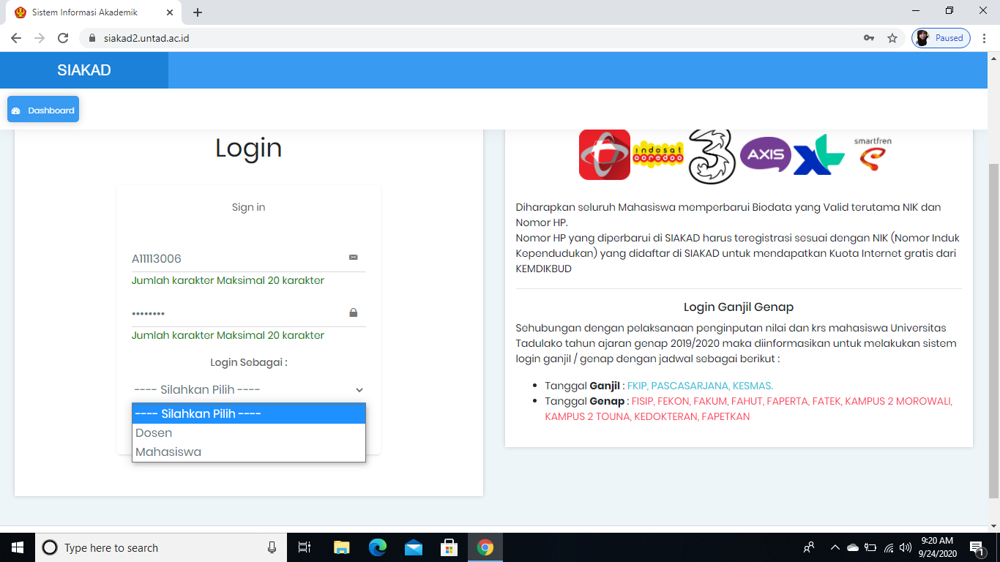 Sistem Informasi Akademik
siakad2.untad.ac.id
Paused
SIAKAD
Dashboard
Login
Sign in
A11113006
Jumlah karakter Maksimal 20 karakter
••••••••
Jumlah karakter Maksimal 20 karakter
Login Sebagai :
---- Silahkan Pilih ----
---- Silahkan Pilih ----
Dosen
Mahasiswa
indosat
ooredoo
3
AXIS
XL
smartfren
Diharapkan seluruh Mahasiswa memperbarui Biodata yang Valid terutama NIK dan
Nomor HP.
Nomor HP yang diperbarui di SIAKAD harus teregistrasi sesuai dengan NIK (Nomor Induk
Kependudukan) yang didaftar di SIAKAD untuk mendapatkan Kuota Internet gratis dari
KEMDIKBUD
Login Ganjil Genap
Sehubungan dengan pelaksanaan penginputan nilai dan krs mahasiswa Universitas
Tadulako tahun ajaran genap 2019/2020 maka diinformasikan untuk melakukan sistem
login ganjil / genap dengan jadwal sebagai berikut :
• Tanggal Ganjil : FKIP, PASCASARJANA, KESMAS.
• Tanggal Genap : FISIP, FEKON, FAKUM, FAHUT, FAPERTA, FATEK, KAMPUS 2 MOROWALI,
KAMPUS 2 TOUNA, KEDOKTERAN, FAPETKAN
Type here to search
9:20 AM
9/24/2020
1